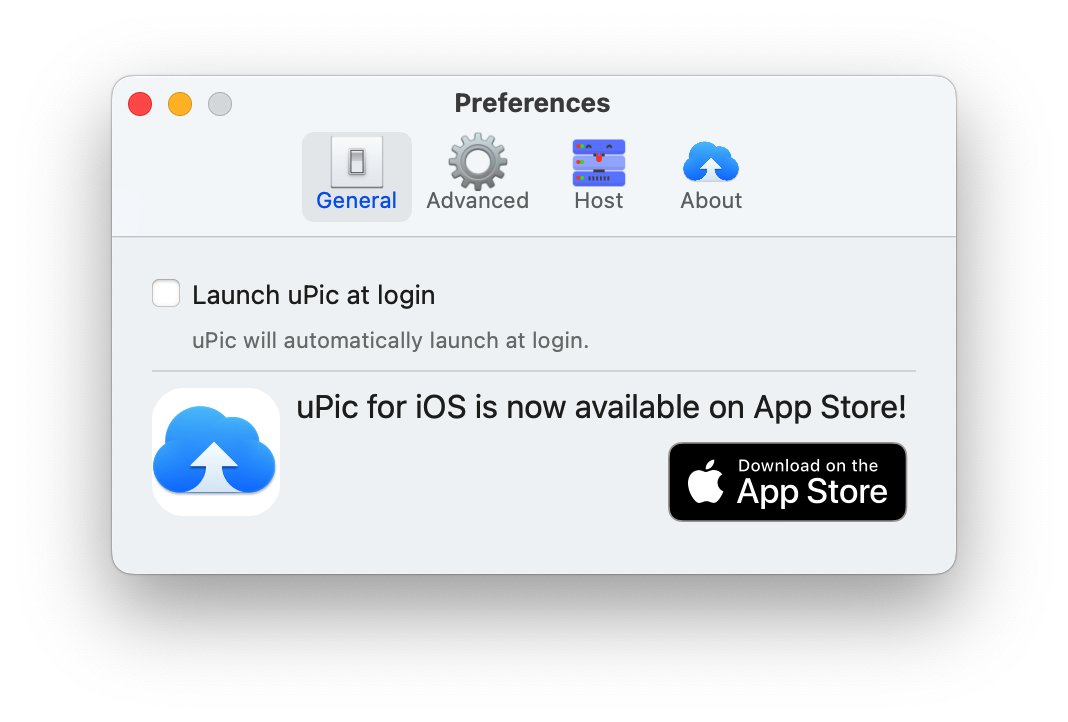 Preferences
General
Advanced
Host
About
Launch uPic at login
uPic will automatically launch at login.
uPic for iOS is now available on App Store!
Download on the
App Store